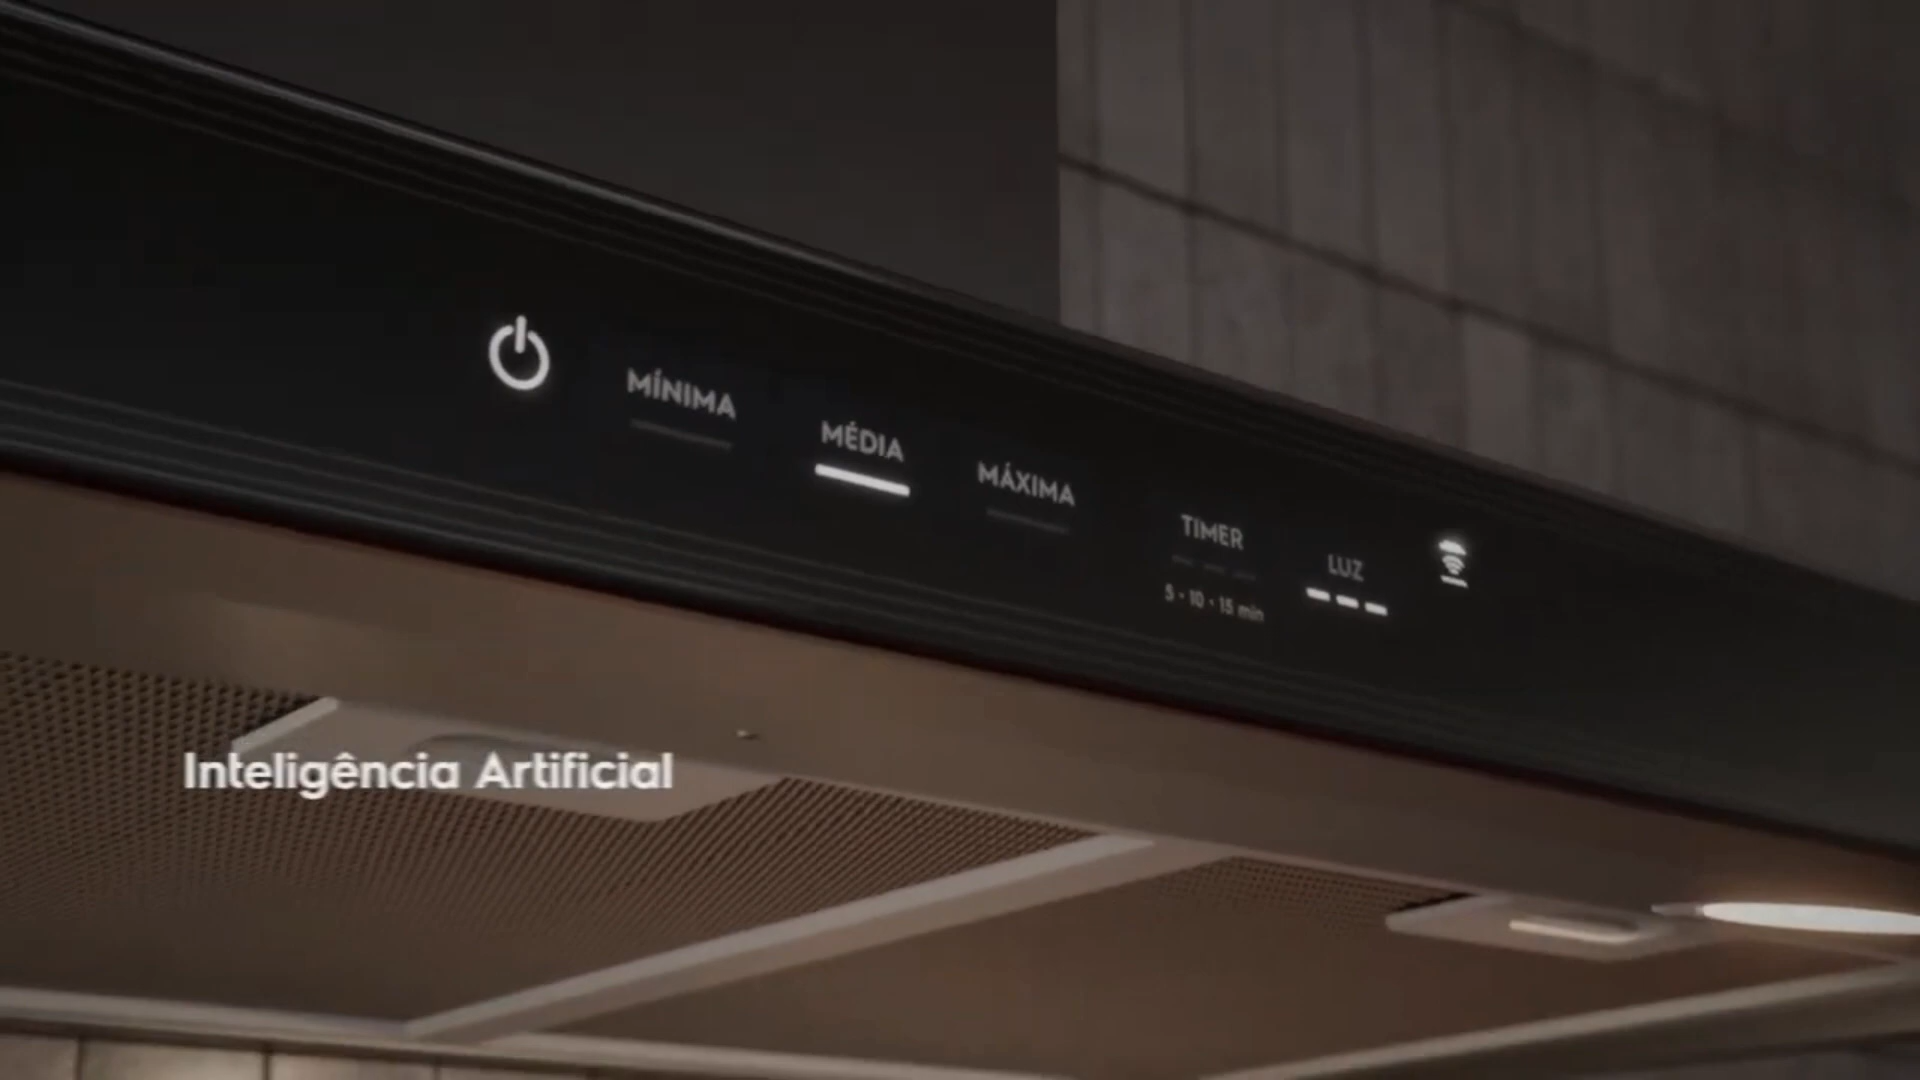 MÍNIMA
MÉDIA
MÁXIMA
TIMER
5 • 10 • 15 min
LUZ
Inteligência Artificial